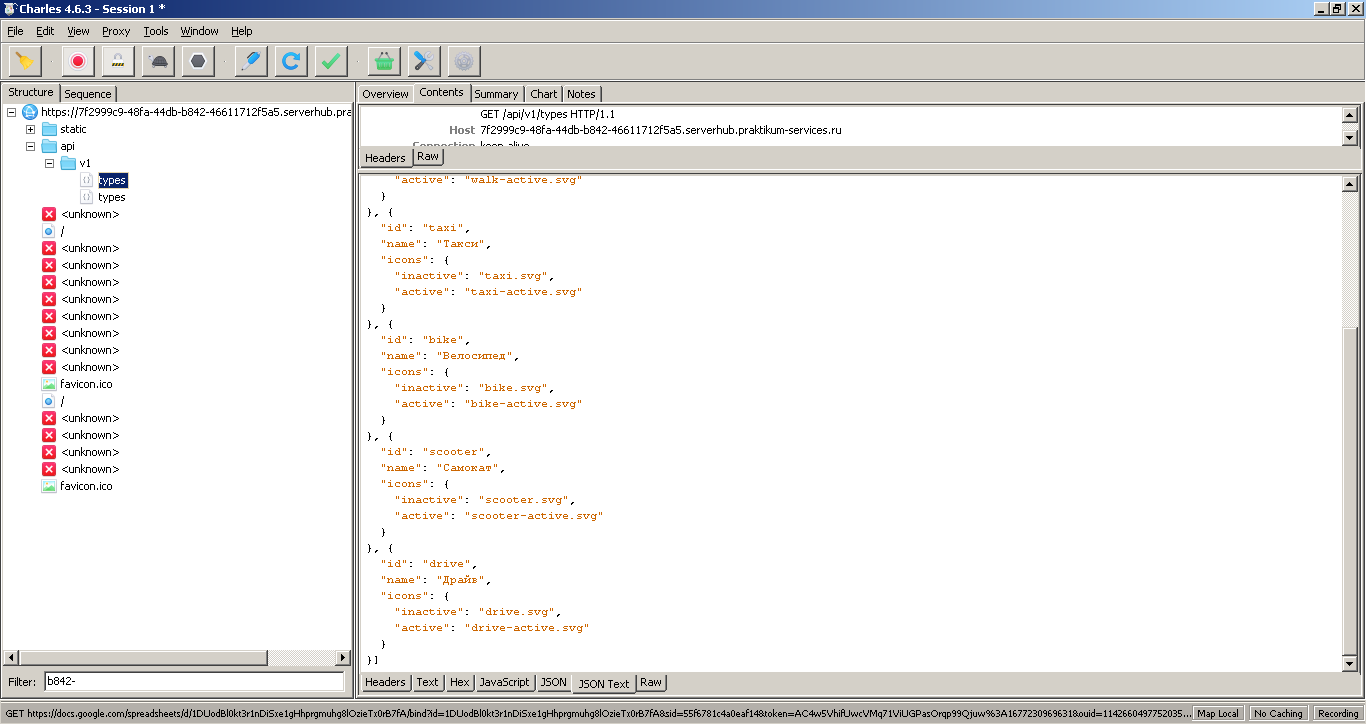 Charles 4.6.3 - Session 1 *
File Edit View Proxy Tools Window Help
Structure Sequence
https://7f2999c9-48fa-44db-b842-46611712f5a5.serverhub.pra
static
api
v1
types
types
<unknown>
/
<unknown>
<unknown>
<unknown>
<unknown>
<unknown>
<unknown>
<unknown>
<unknown>
favicon.ico
/
<unknown>
<unknown>
<unknown>
<unknown>
favicon.ico
Filter: b842-
Overview Contents Summary Chart Notes
GET /api/v1/types HTTP/1.1
Host 7f2999c9-48fa-44db-b842-46611712f5a5.serverhub.praktikum-services.ru
Connection keep-alive
Headers Raw
"active": "walk-active.svg"
}
}, {
"id": "taxi",
"name": "Такси",
"icons": {
"inactive": "taxi.svg",
"active": "taxi-active.svg"
}
}, {
"id": "bike",
"name": "Велосипед",
"icons": {
"inactive": "bike.svg",
"active": "bike-active.svg"
}
}, {
"id": "scooter",
"name": "Самокат",
"icons": {
"inactive": "scooter.svg",
"active": "scooter-active.svg"
}
}, {
"id": "drive",
"name": "Драйв",
"icons": {
"inactive": "drive.svg",
"active": "drive-active.svg"
}
}]
Headers Text Hex JavaScript JSON JSON Text Raw
GET https://docs.google.com/spreadsheets/d/1DUodBl0kt3r1nDiSxe1gHhprgmuhg8lOzieTx0rB7fA/bind?id=1DUodBl0kt3r1nDiSxe1gHhprgmuhg8lOzieTx0rB7fA&sid=55f6781c4a0eaf14&token=AC4w5VhifUwcVMq71ViUGPasOrqp99Qjuw%3A1677230969631&ouid=1142660497752035...
Map Local No Caching Recording